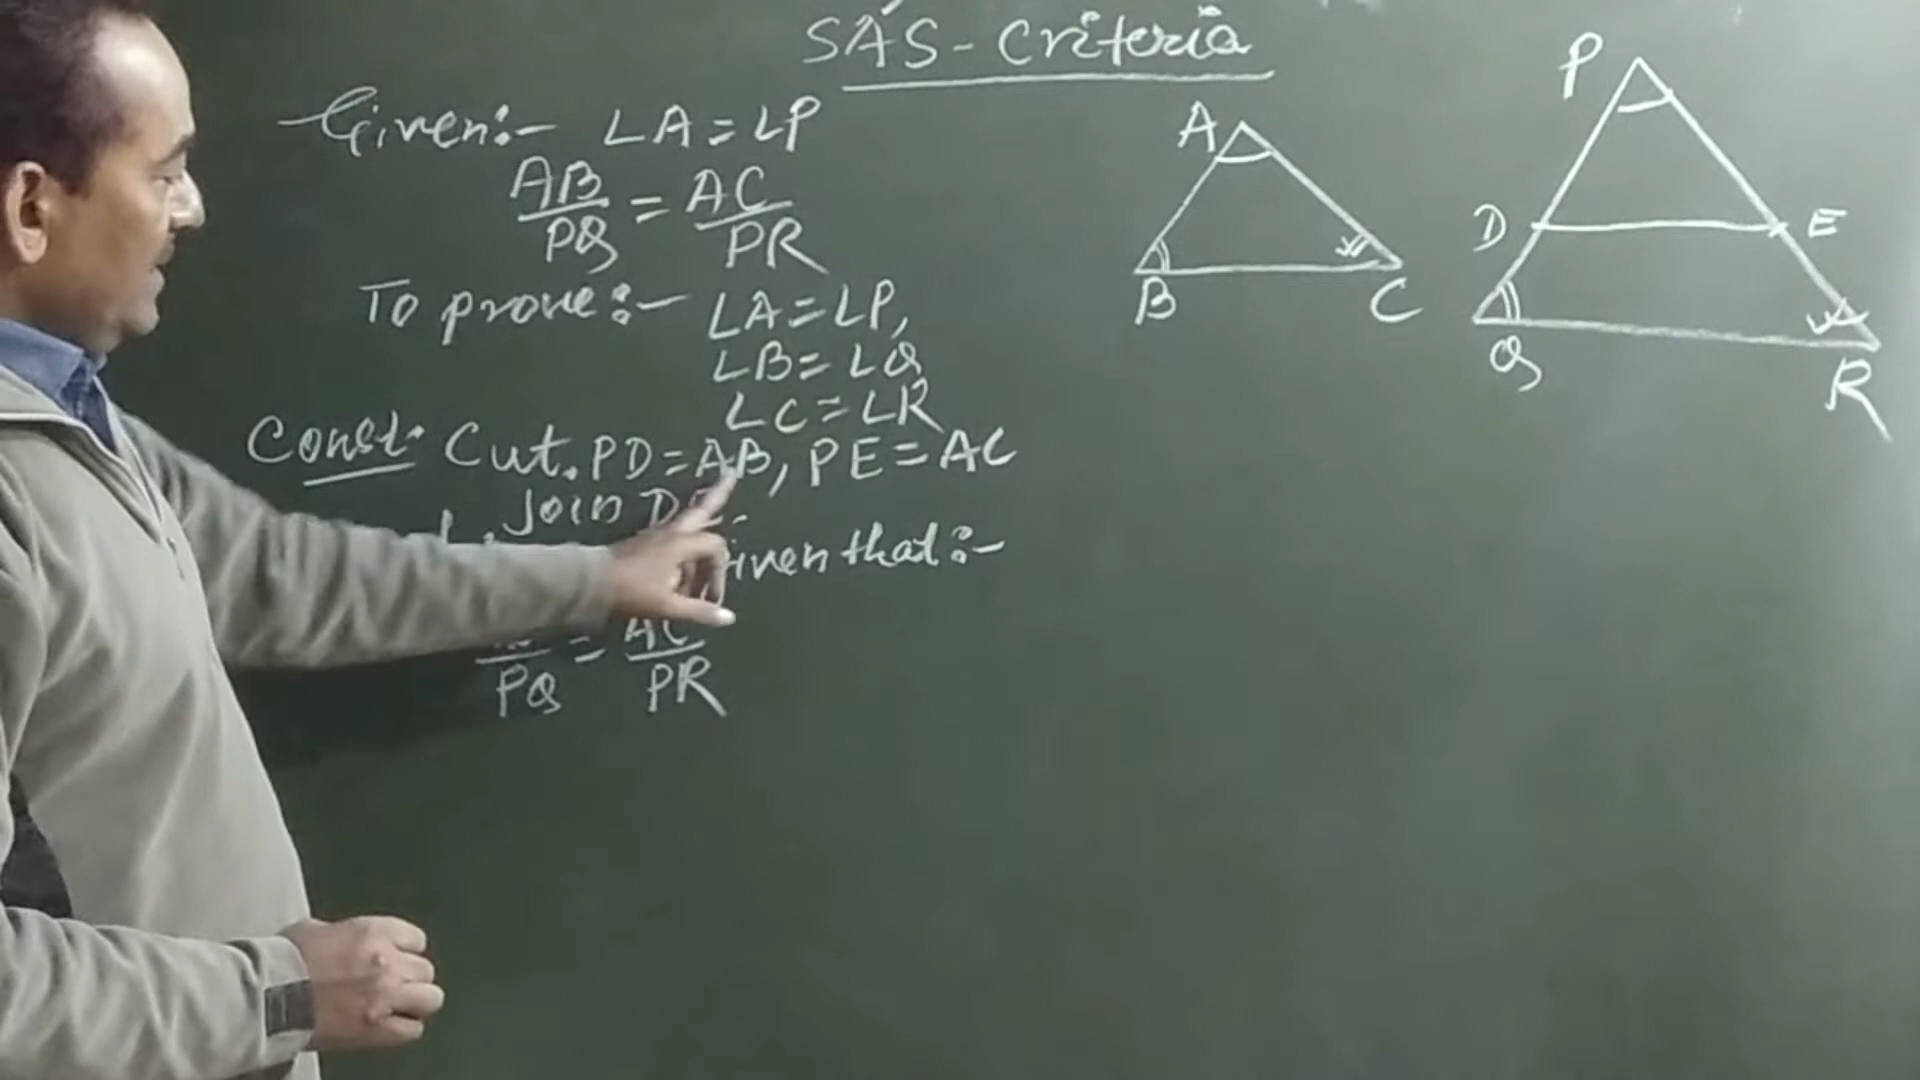 SAS-Criteria
Given:- ∠A=∠P
AB/PQ = AC/PR
To prove:- ∠A=∠P,
∠B=∠Q
∠C=∠R
Const. Cut. PD=AB, PE=AC
Join
that:-
PQ = AC/PR
A
B
C
P
D
E
Q
R